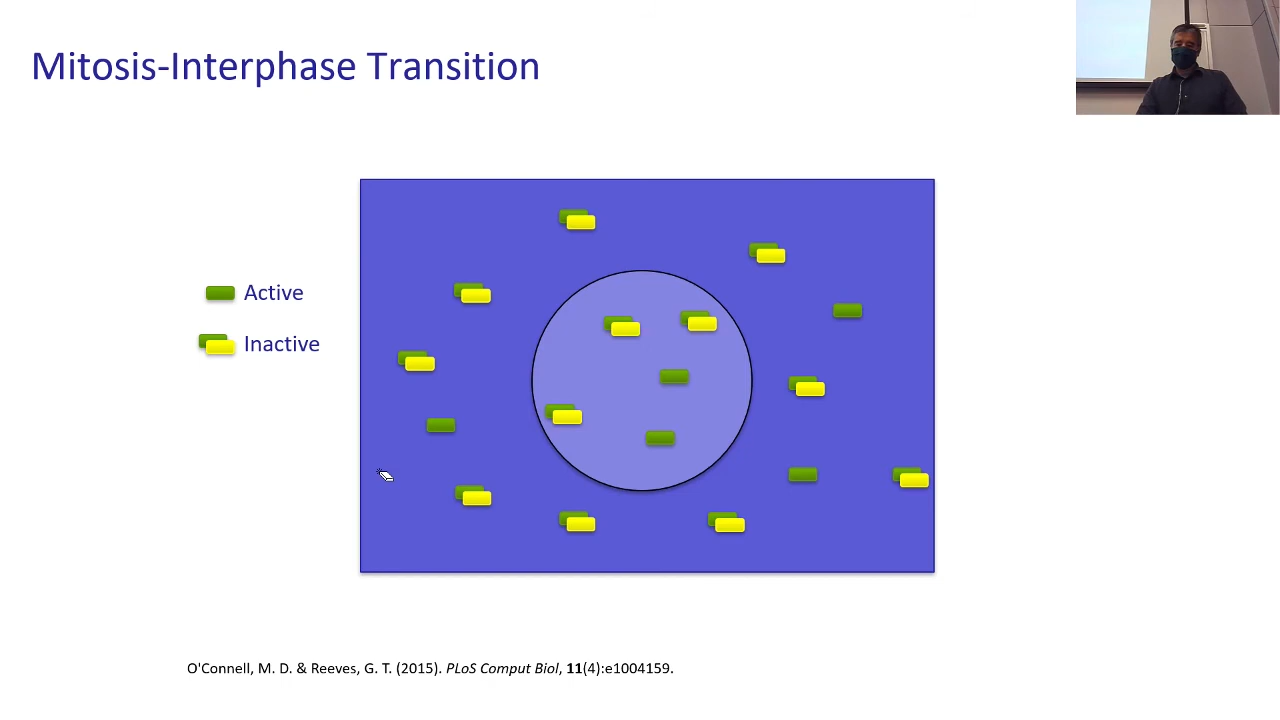 Mitosis-Interphase Transition
Active
Inactive
O'Connell, M. D. & Reeves, G. T. (2015). PLoS Comput Biol, 11(4):e1004159.